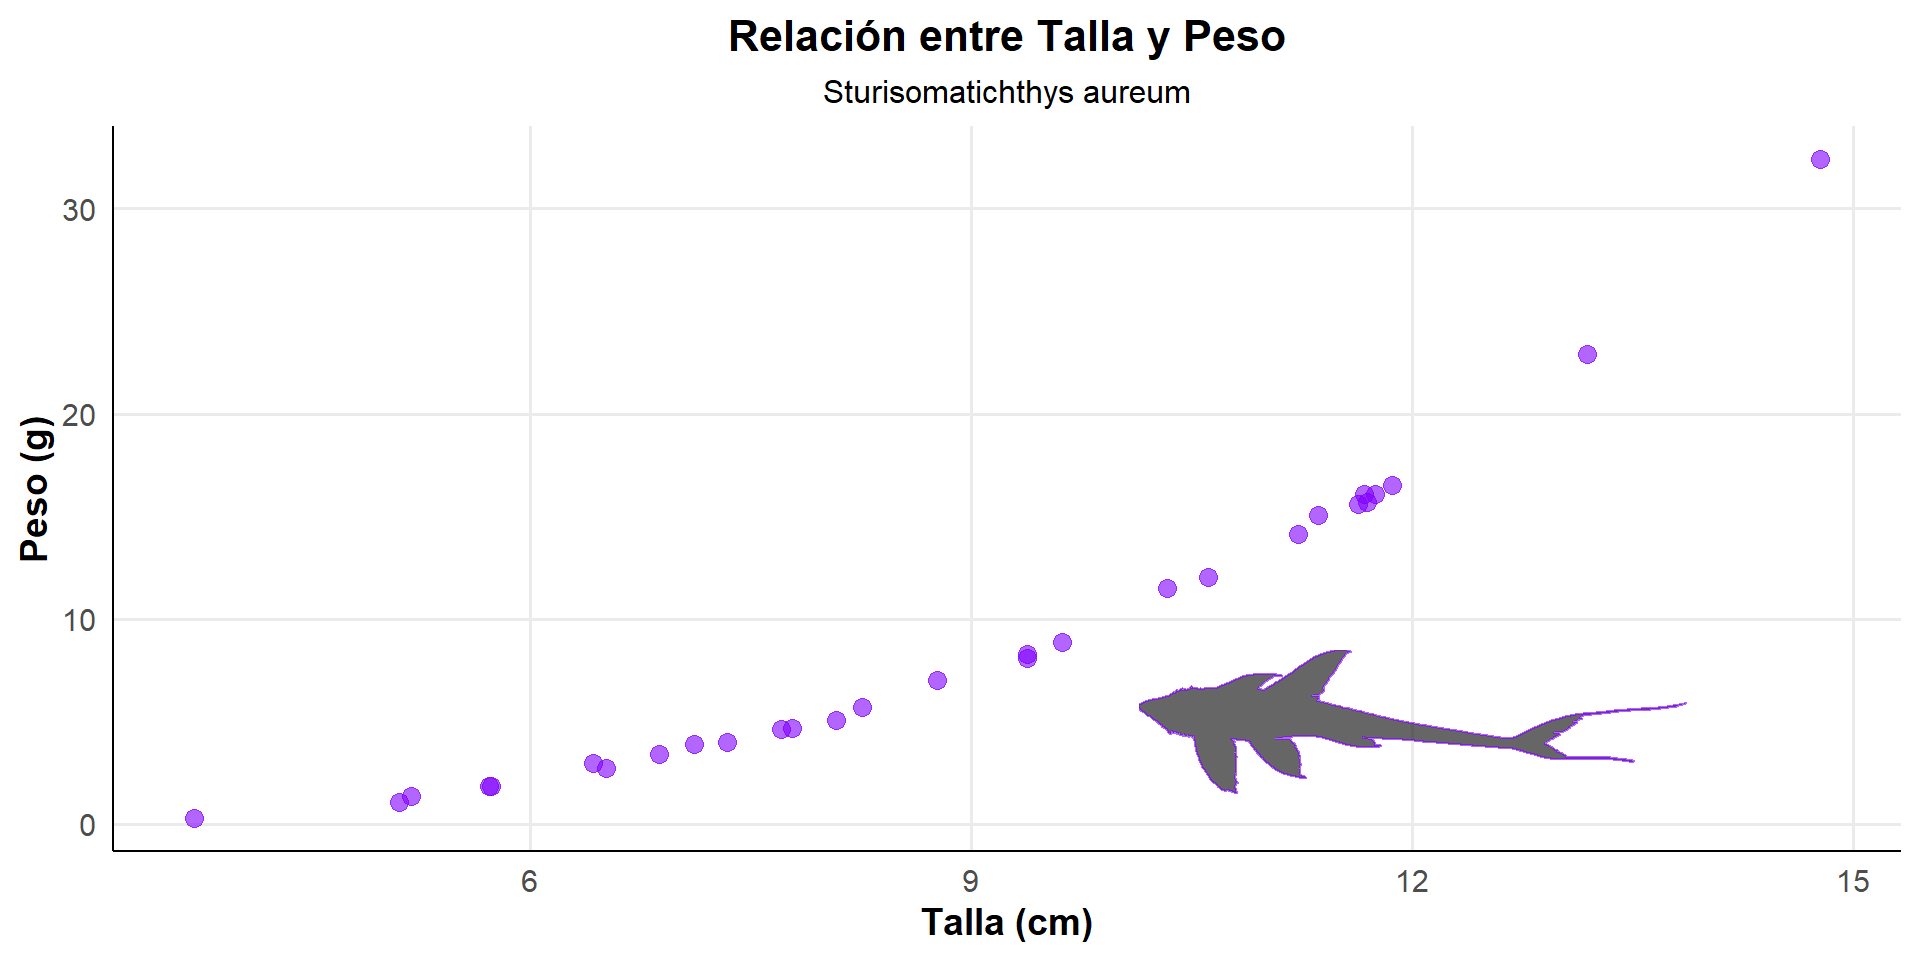 Relación entre Talla y Peso
Sturisomatichthys aureum
Peso (g)
30
20
10
0
6 9 12 15
Talla (cm)